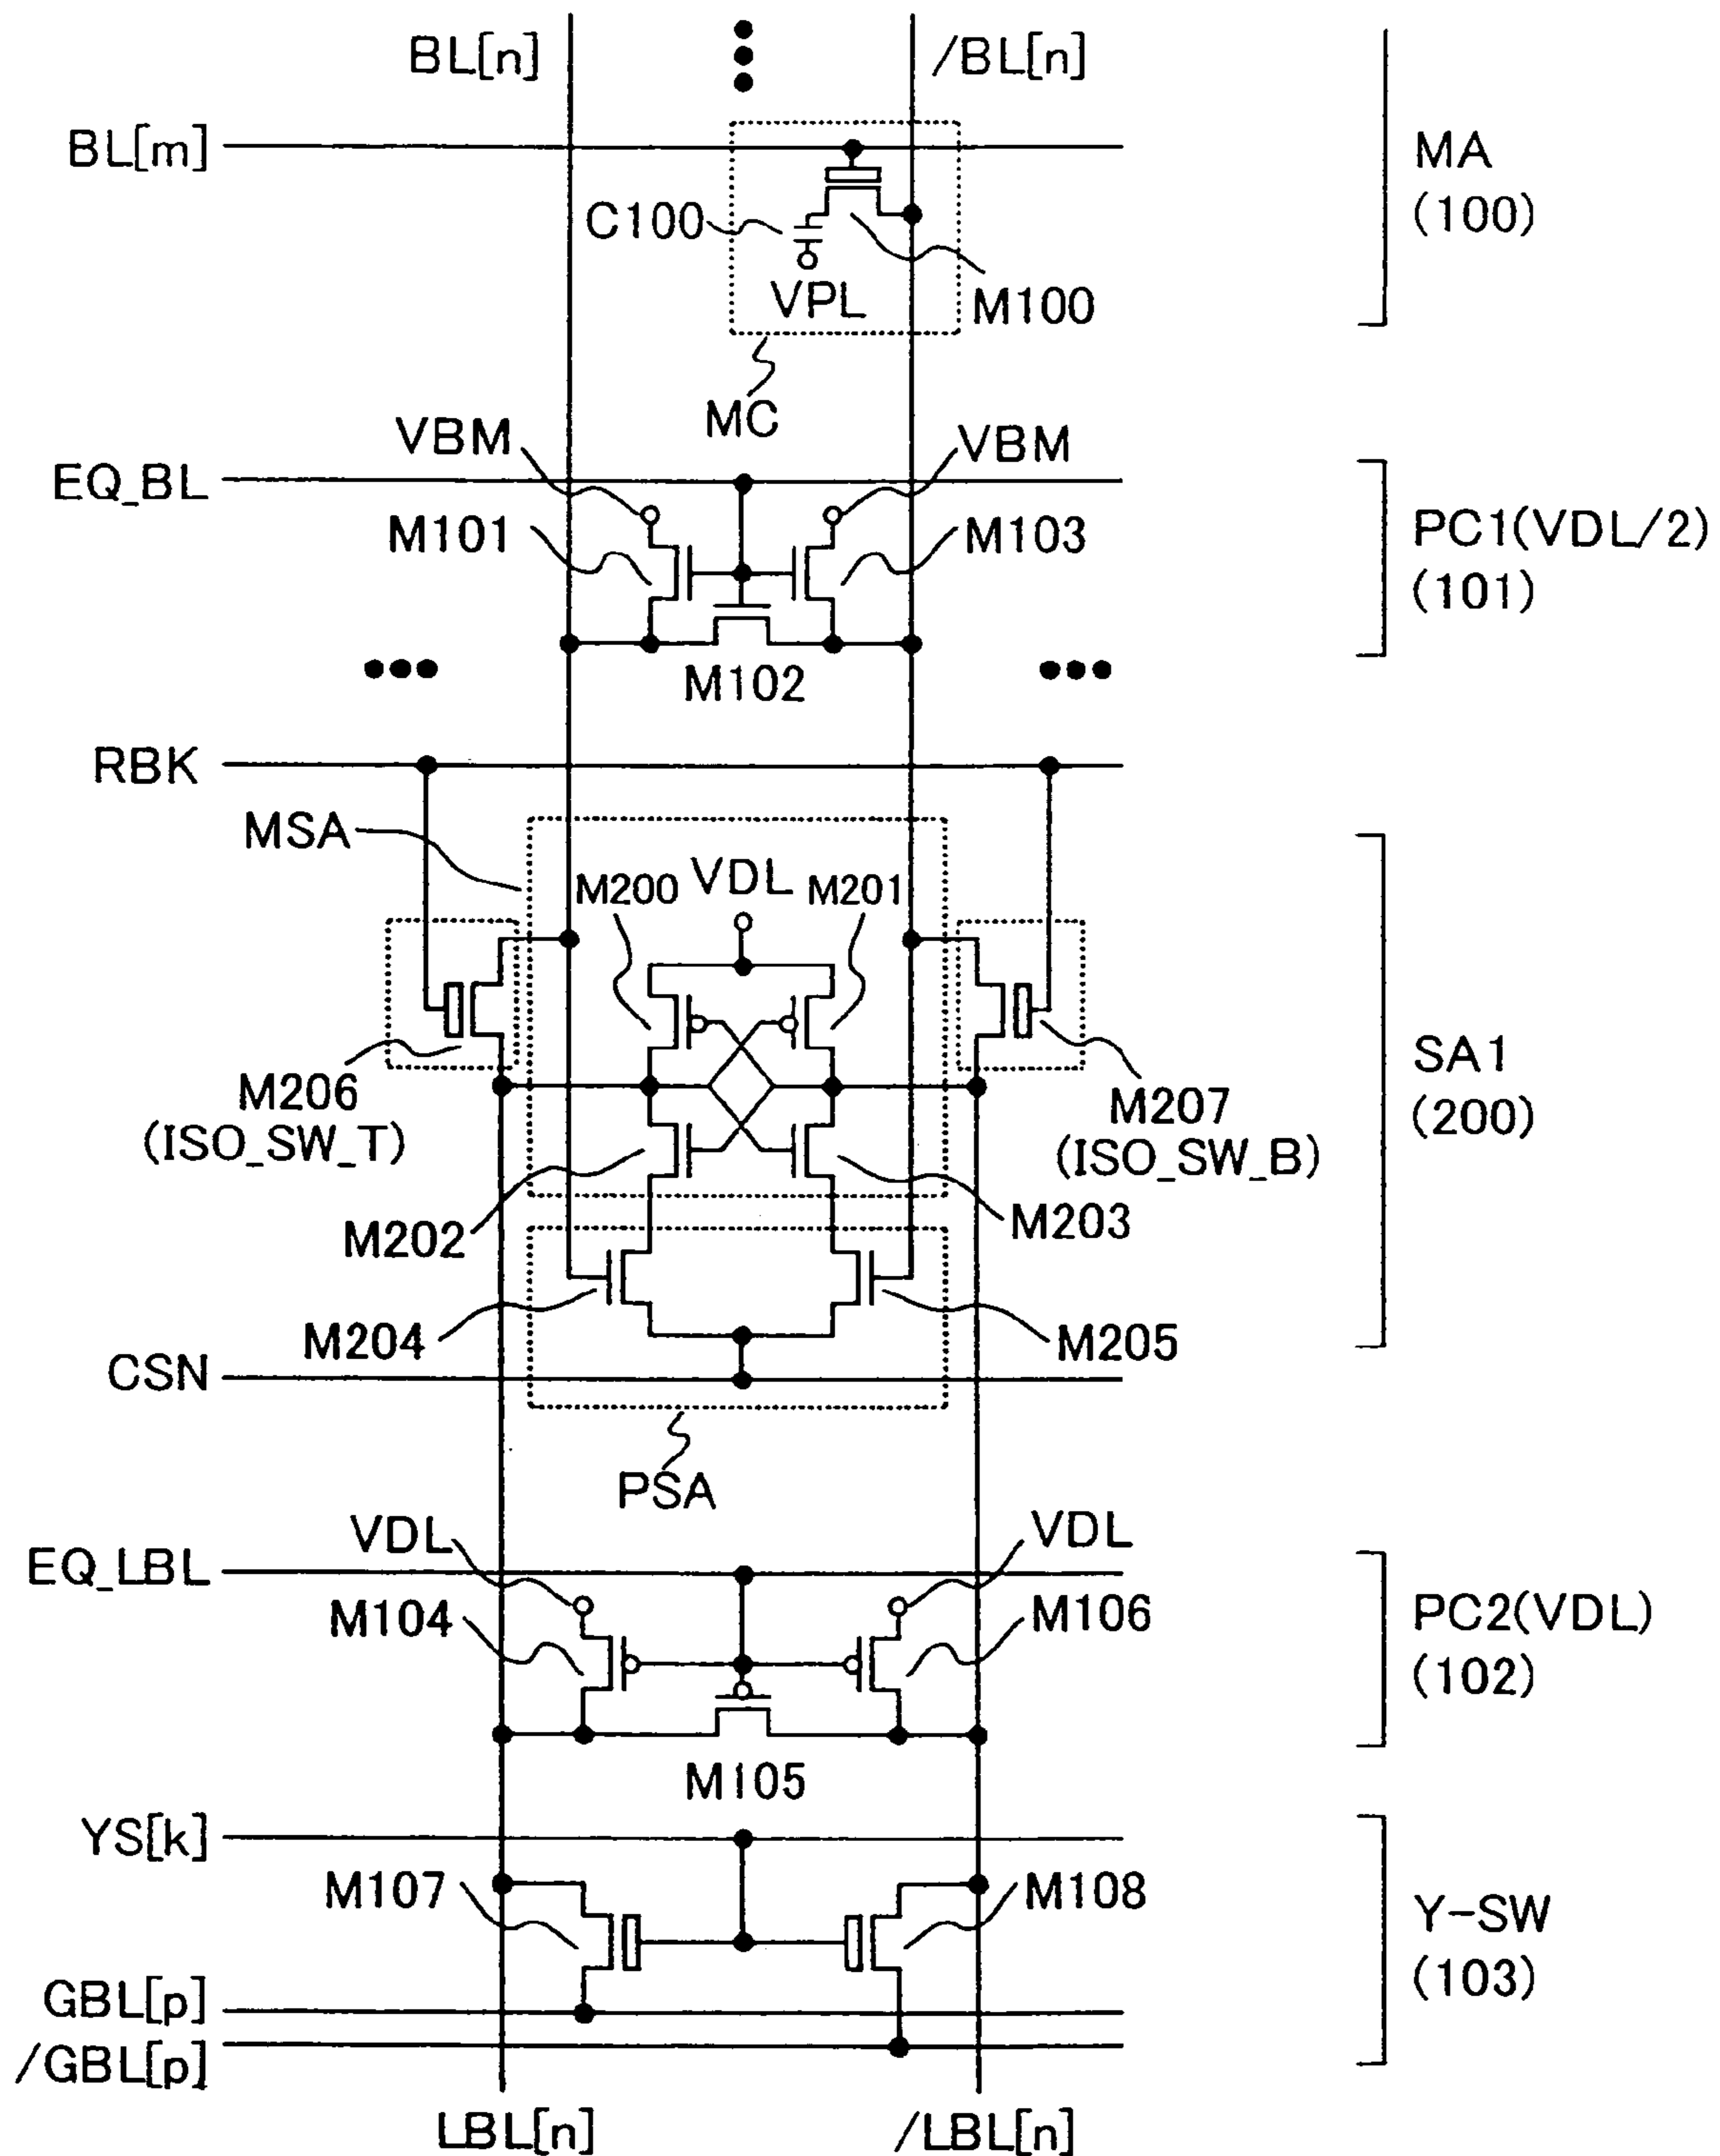 BL[n]
/BL[n]
BL[m]
MA
(100)
C100
VPL
M100
MC
VBM
VBM
EQ_BL
M101
M103
PC1(VDL/2)
(101)
M102
RBK
MSA
M200
VDL
M201
M206
(ISO_SW_T)
M207
(ISO_SW_B)
SA1
(200)
M202
M203
M204
M205
CSN
PSA
VDL
VDL
EQ_LBL
M104
M106
PC2(VDL)
(102)
M105
YS[k]
M107
M108
Y-SW
(103)
GBL[p]
/GBL[p]
LBL[n]
/LBL[n]